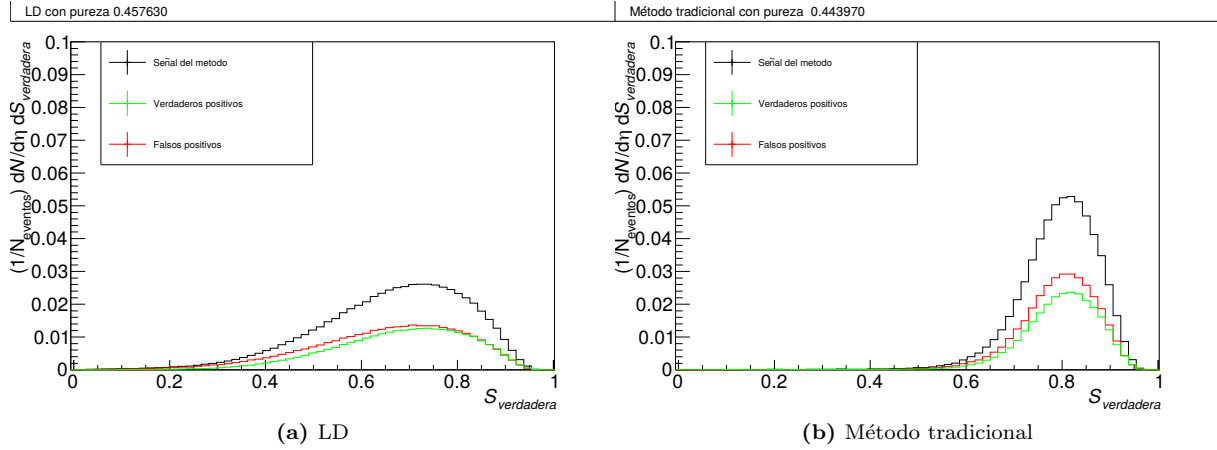 LD con pureza 0.457630
(1/N_eventos) dN/dη dS_verdadera
0.1
0.09
0.08
0.07
0.06
0.05
0.04
0.03
0.02
0.01
0
Señal del metodo
Verdaderos positivos
Falsos positivos
0 0.2 0.4 0.6 0.8 1
S_verdadera
(a) LD
Método tradicional con pureza 0.443970
(1/N_eventos) dN/dη dS_verdadera
0.1
0.09
0.08
0.07
0.06
0.05
0.04
0.03
0.02
0.01
0
Señal del metodo
Verdaderos positivos
Falsos positivos
0 0.2 0.4 0.6 0.8 1
S_verdadera
(b) Método tradicional